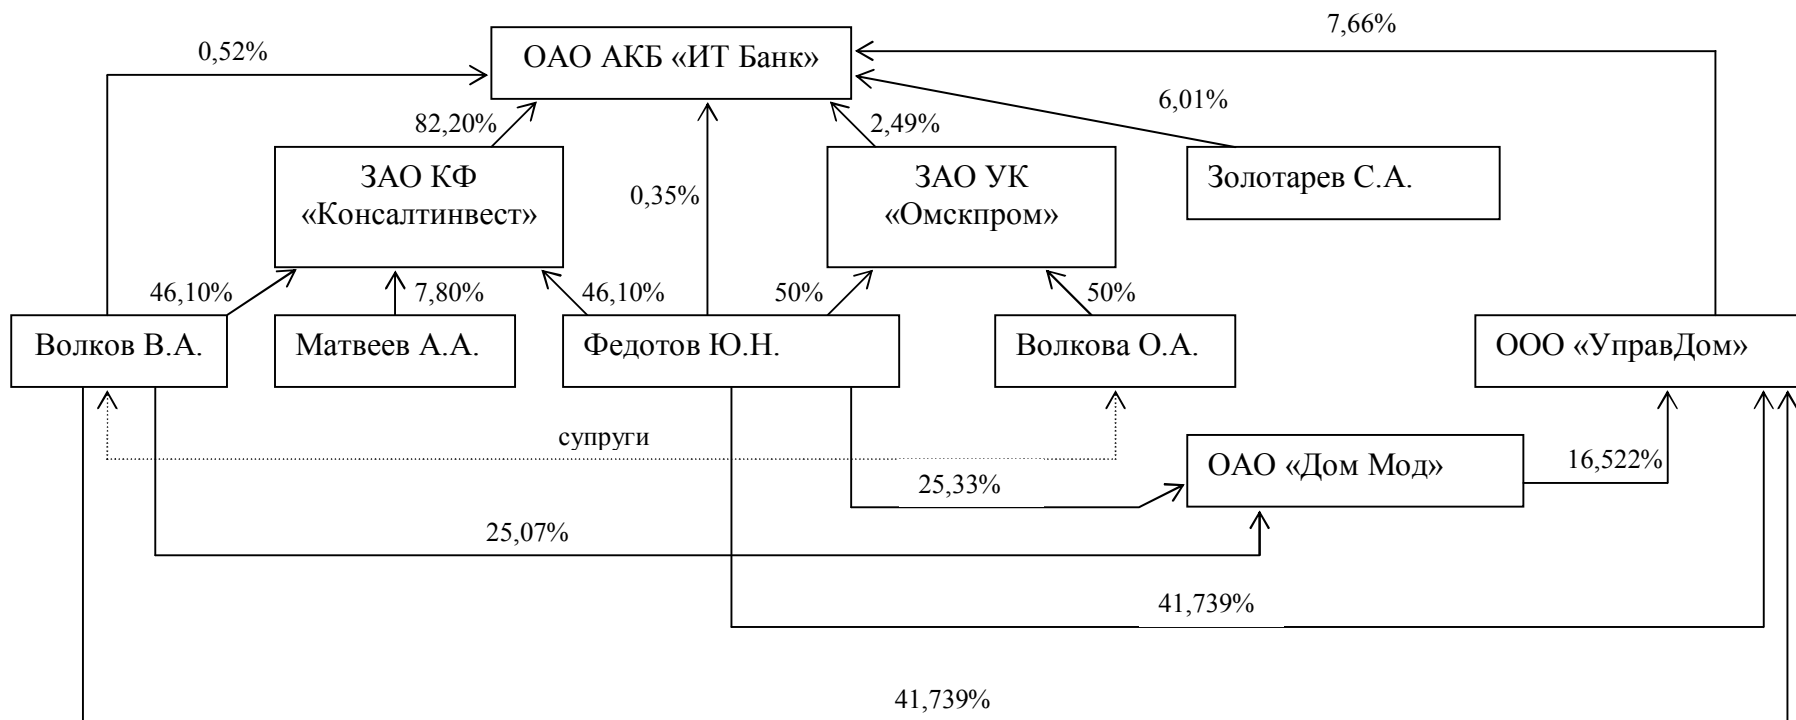 7,66%
0,52%
ОАО АКБ «ИТ Банк»
6,01%
82,20%
2,49%
ЗАО КФ
«Консалтинвест»
0,35%
ЗАО УК
«Омскпром»
Золотарев С.А.
46,10%
7,80%
46,10%
50%
50%
Волков В.А.
Матвеев А.А.
Федотов Ю.Н.
Волкова О.А.
ООО «УправДом»
супруги
ОАО «Дом Мод»
16,522%
25,33%
25,07%
41,739%
41,739%